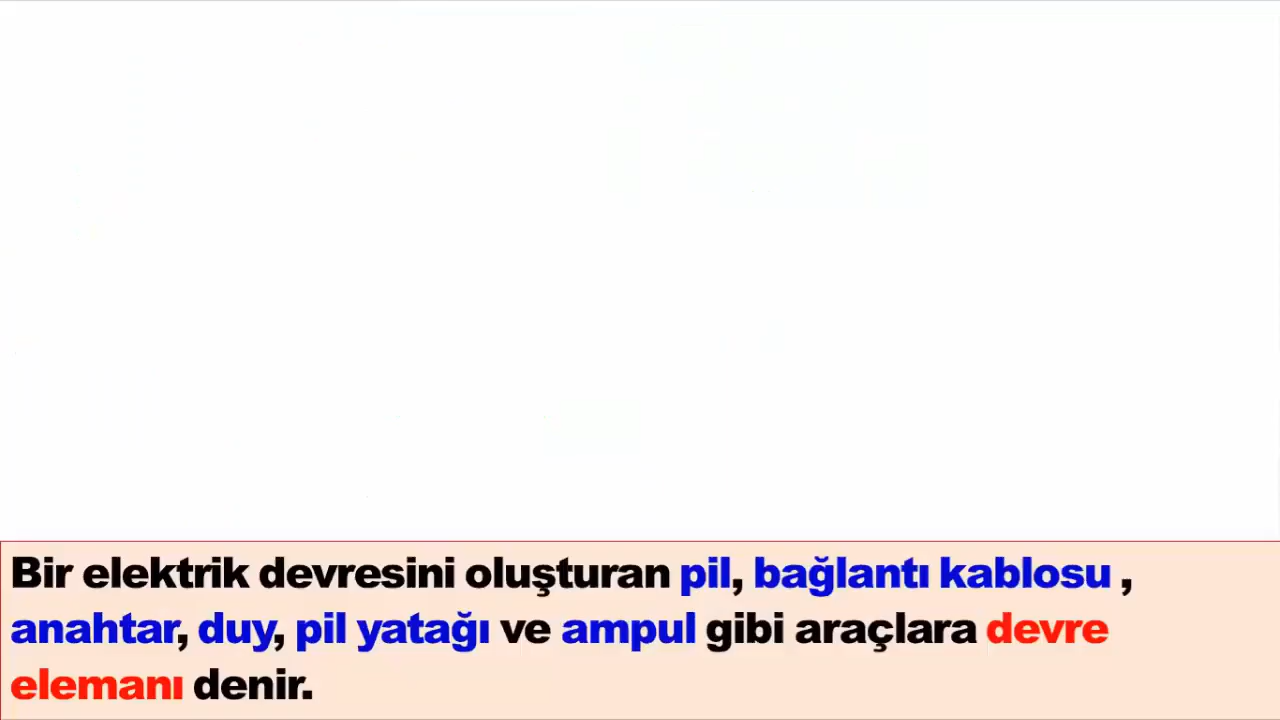 Bir elektrik devresini oluşturan pil, bağlantı kablosu ,
anahtar, duy, pil yatağı ve ampul gibi araçlara devre
elemanı denir.